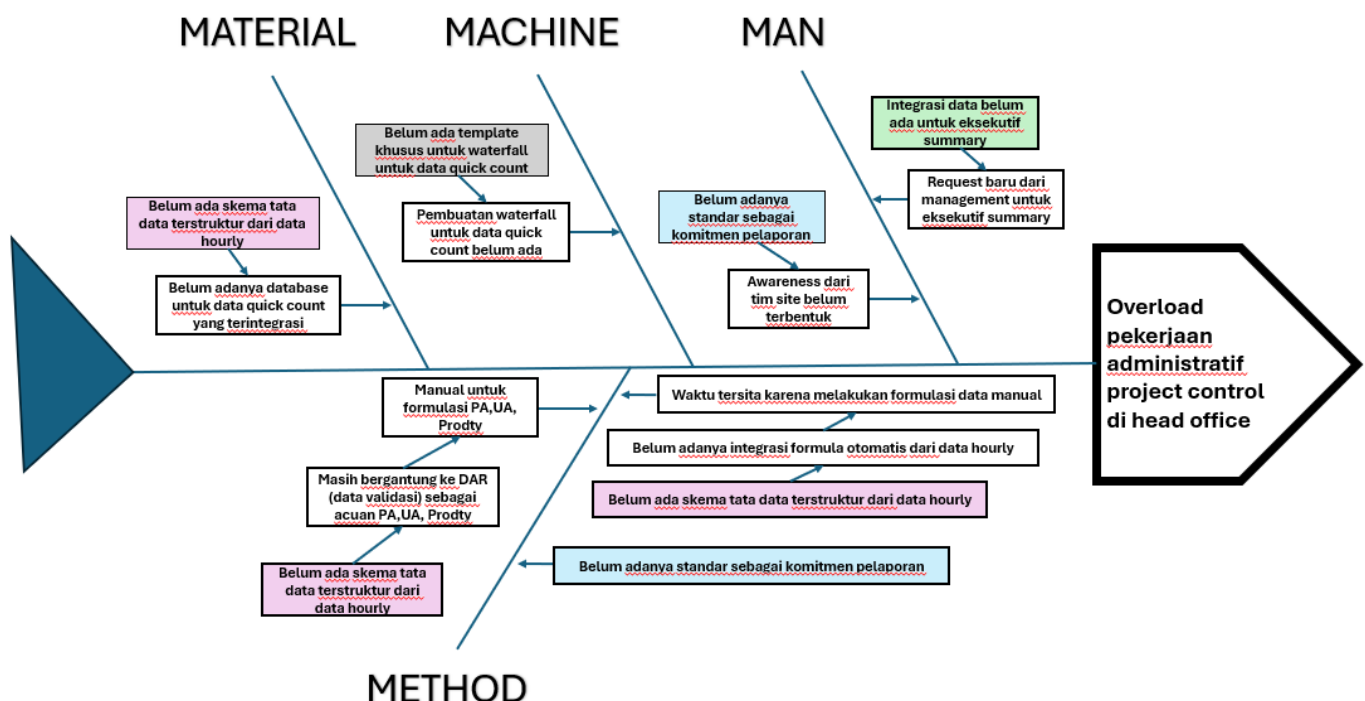 MATERIAL
MACHINE
MAN
Belum ada template
khusus untuk waterfall
untuk data quick count
Pembuatan waterfall
untuk data quick
count belum ada
Belum ada skema tata
data terstruktur dari data
hourly
Belum adanya database
untuk data quick count
yang terintegrasi
Integrasi data belum
ada untuk eksekutif
summary
Request baru dari
management untuk
eksekutif summary
Belum adanya
standar sebagai
komitmen pelaporan
Awareness dari
tim site belum
terbentuk
Overload
pekerjaan
administratif
project control
di head office
Manual untuk
formulasi PA,UA,
Prodty
Masih bergantung ke DAR
(data validasi) sebagai
acuan PA,UA, Prodty
Belum ada skema tata
data terstruktur dari
data hourly
Waktu tersita karena melakukan formulasi data manual
Belum adanya integrasi formula otomatis dari data hourly
Belum ada skema tata data terstruktur dari data hourly
Belum adanya standar sebagai komitmen pelaporan
METHOD